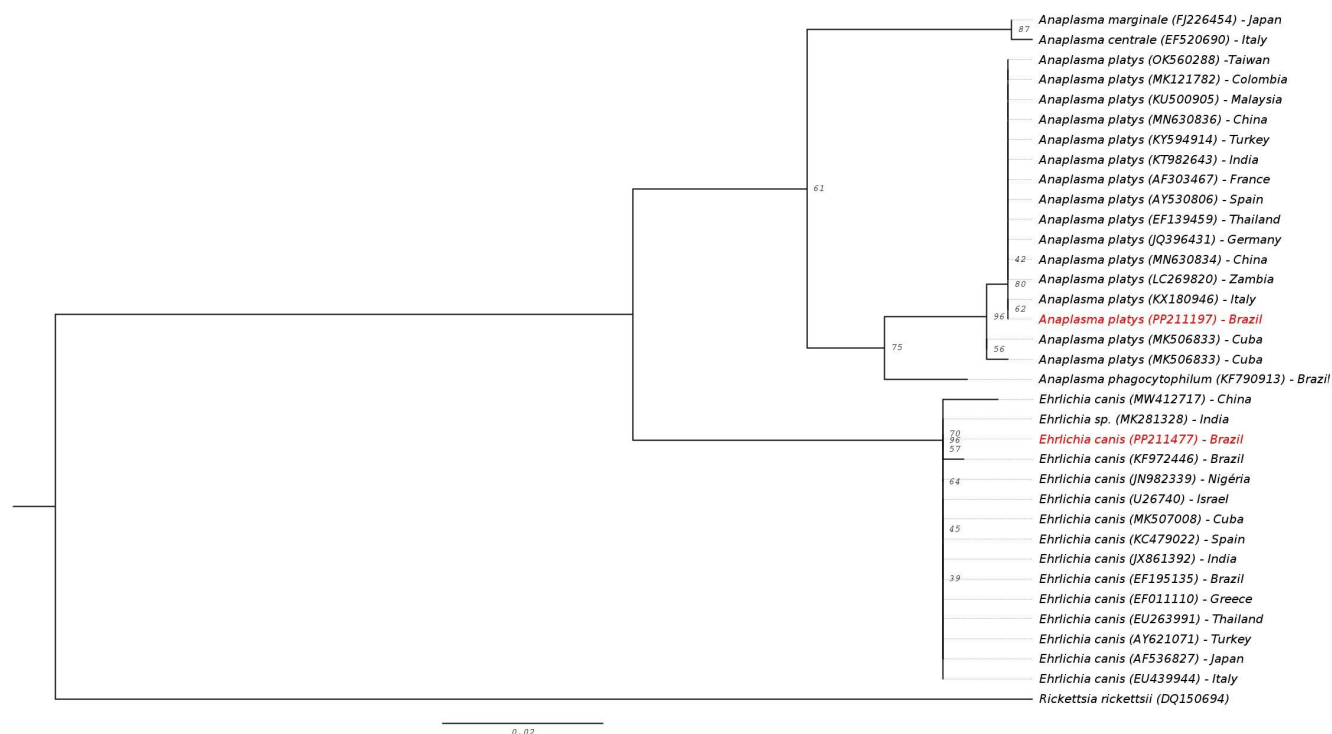 Anaplasma marginale (FJ226454) - Japan
87
Anaplasma centrale (EF520690) - Italy
Anaplasma platys (OK560288) -Taiwan
Anaplasma platys (MK121782) - Colombia
Anaplasma platys (KU500905) - Malaysia
Anaplasma platys (MN630836) - China
Anaplasma platys (KY594914) - Turkey
Anaplasma platys (KT982643) - India
Anaplasma platys (AF303467) - France
61
Anaplasma platys (AY530806) - Spain
Anaplasma platys (EF139459) - Thailand
Anaplasma platys (JQ396431) - Germany
42
Anaplasma platys (MN630834) - China
Anaplasma platys (LC269820) - Zambia
80
Anaplasma platys (KX180946) - Italy
62
96
Anaplasma platys (PP211197) - Brazil
Anaplasma platys (MK506833) - Cuba
75
56
Anaplasma platys (MK506833) - Cuba
Anaplasma phagocytophilum (KF790913) - Brazil
Ehrlichia canis (MW412717) - China
Ehrlichia sp. (MK281328) - India
70
96
Ehrlichia canis (PP211477) - Brazil
57
Ehrlichia canis (KF972446) - Brazil
Ehrlichia canis (JN982339) - Nigéria
64
Ehrlichia canis (U26740) - Israel
Ehrlichia canis (MK507008) - Cuba
45
Ehrlichia canis (KC479022) - Spain
Ehrlichia canis (JX861392) - India
39
Ehrlichia canis (EF195135) - Brazil
Ehrlichia canis (EF011110) - Greece
Ehrlichia canis (EU263991) - Thailand
Ehrlichia canis (AY621071) - Turkey
Ehrlichia canis (AF536827) - Japan
Ehrlichia canis (EU439944) - Italy
Rickettsia rickettsii (DQ150694)
0.02